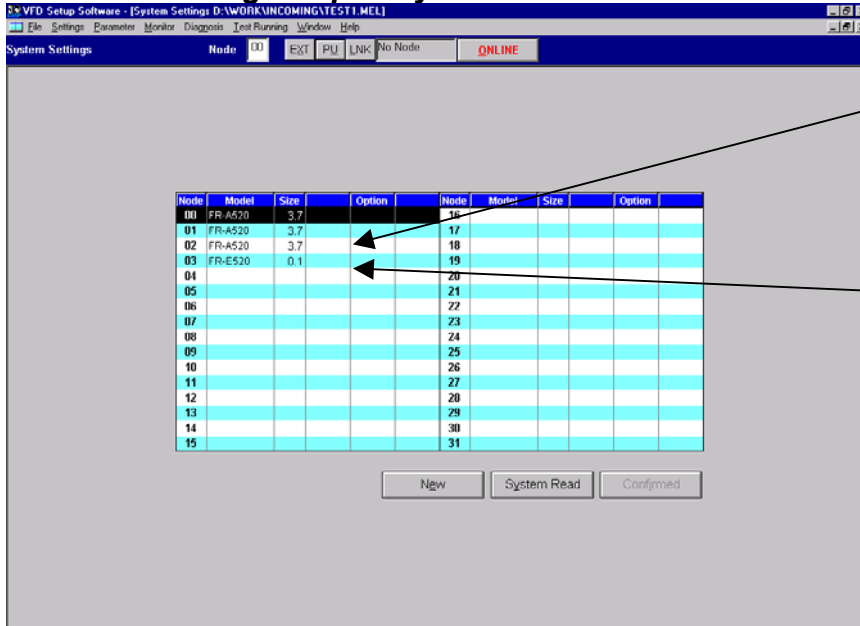 VFD Setup Software - [System Settings D:\WORK\INCOMING\TEST1.MEL]
File Settings Parameter Monitor Diagnosis Test Running Window Help
System Settings Node 00 EXT PU LNK No Node ONLINE
Node Model Size Option Node Model Size Option
00 FR-A520 3.7 16
01 FR-A520 3.7 17
02 FR-A520 3.7 18
03 FR-E520 0.1 19
04 20
05 21
06 22
07 23
08 24
09 25
10 26
11 27
12 28
13 29
14 30
15 31
New System Read Confirmed